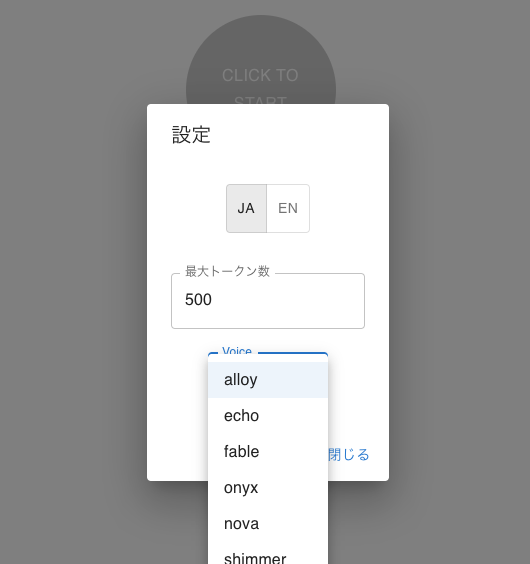 CLICK TO
START
設定
JA EN
最大トークン数
500
Voice
alloy
echo
fable
閉じる
onyx
nova
shimmer